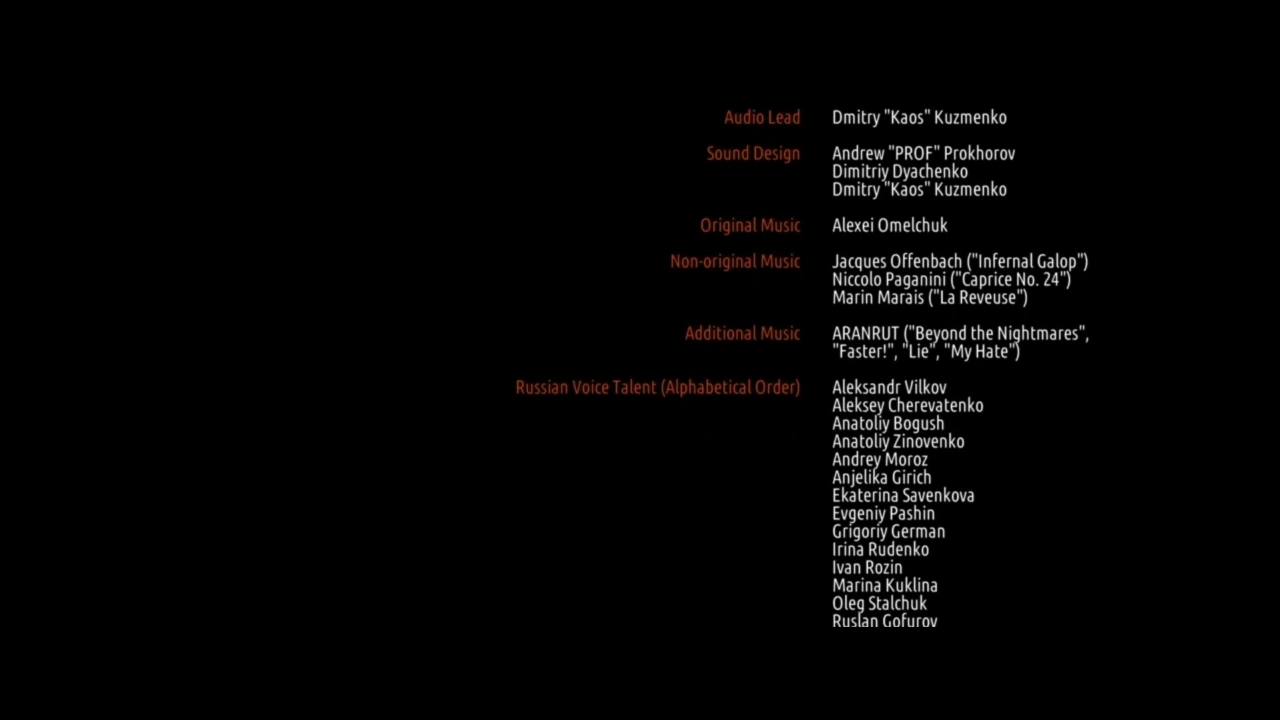 Audio Lead Dmitry "Kaos" Kuzmenko
Sound Design Andrew "PROF" Prokhorov
Dimitriy Dyachenko
Dmitry "Kaos" Kuzmenko
Original Music Alexei Omelchuk
Non-original Music Jacques Offenbach ("Infernal Galop")
Niccolo Paganini ("Caprice No. 24")
Marin Marais ("La Reveuse")
Additional Music ARANRUT ("Beyond the Nightmares",
"Faster!", "Lie", "My Hate")
Russian Voice Talent (Alphabetical Order) Aleksandr Vilkov
Aleksey Cherevatenko
Anatoliy Bogush
Anatoliy Zinovenko
Andrey Moroz
Anjelika Girich
Ekaterina Savenkova
Evgeniy Pashin
Grigoriy German
Irina Rudenko
Ivan Rozin
Marina Kuklina
Oleg Stalchuk
Ruslan Gofurov